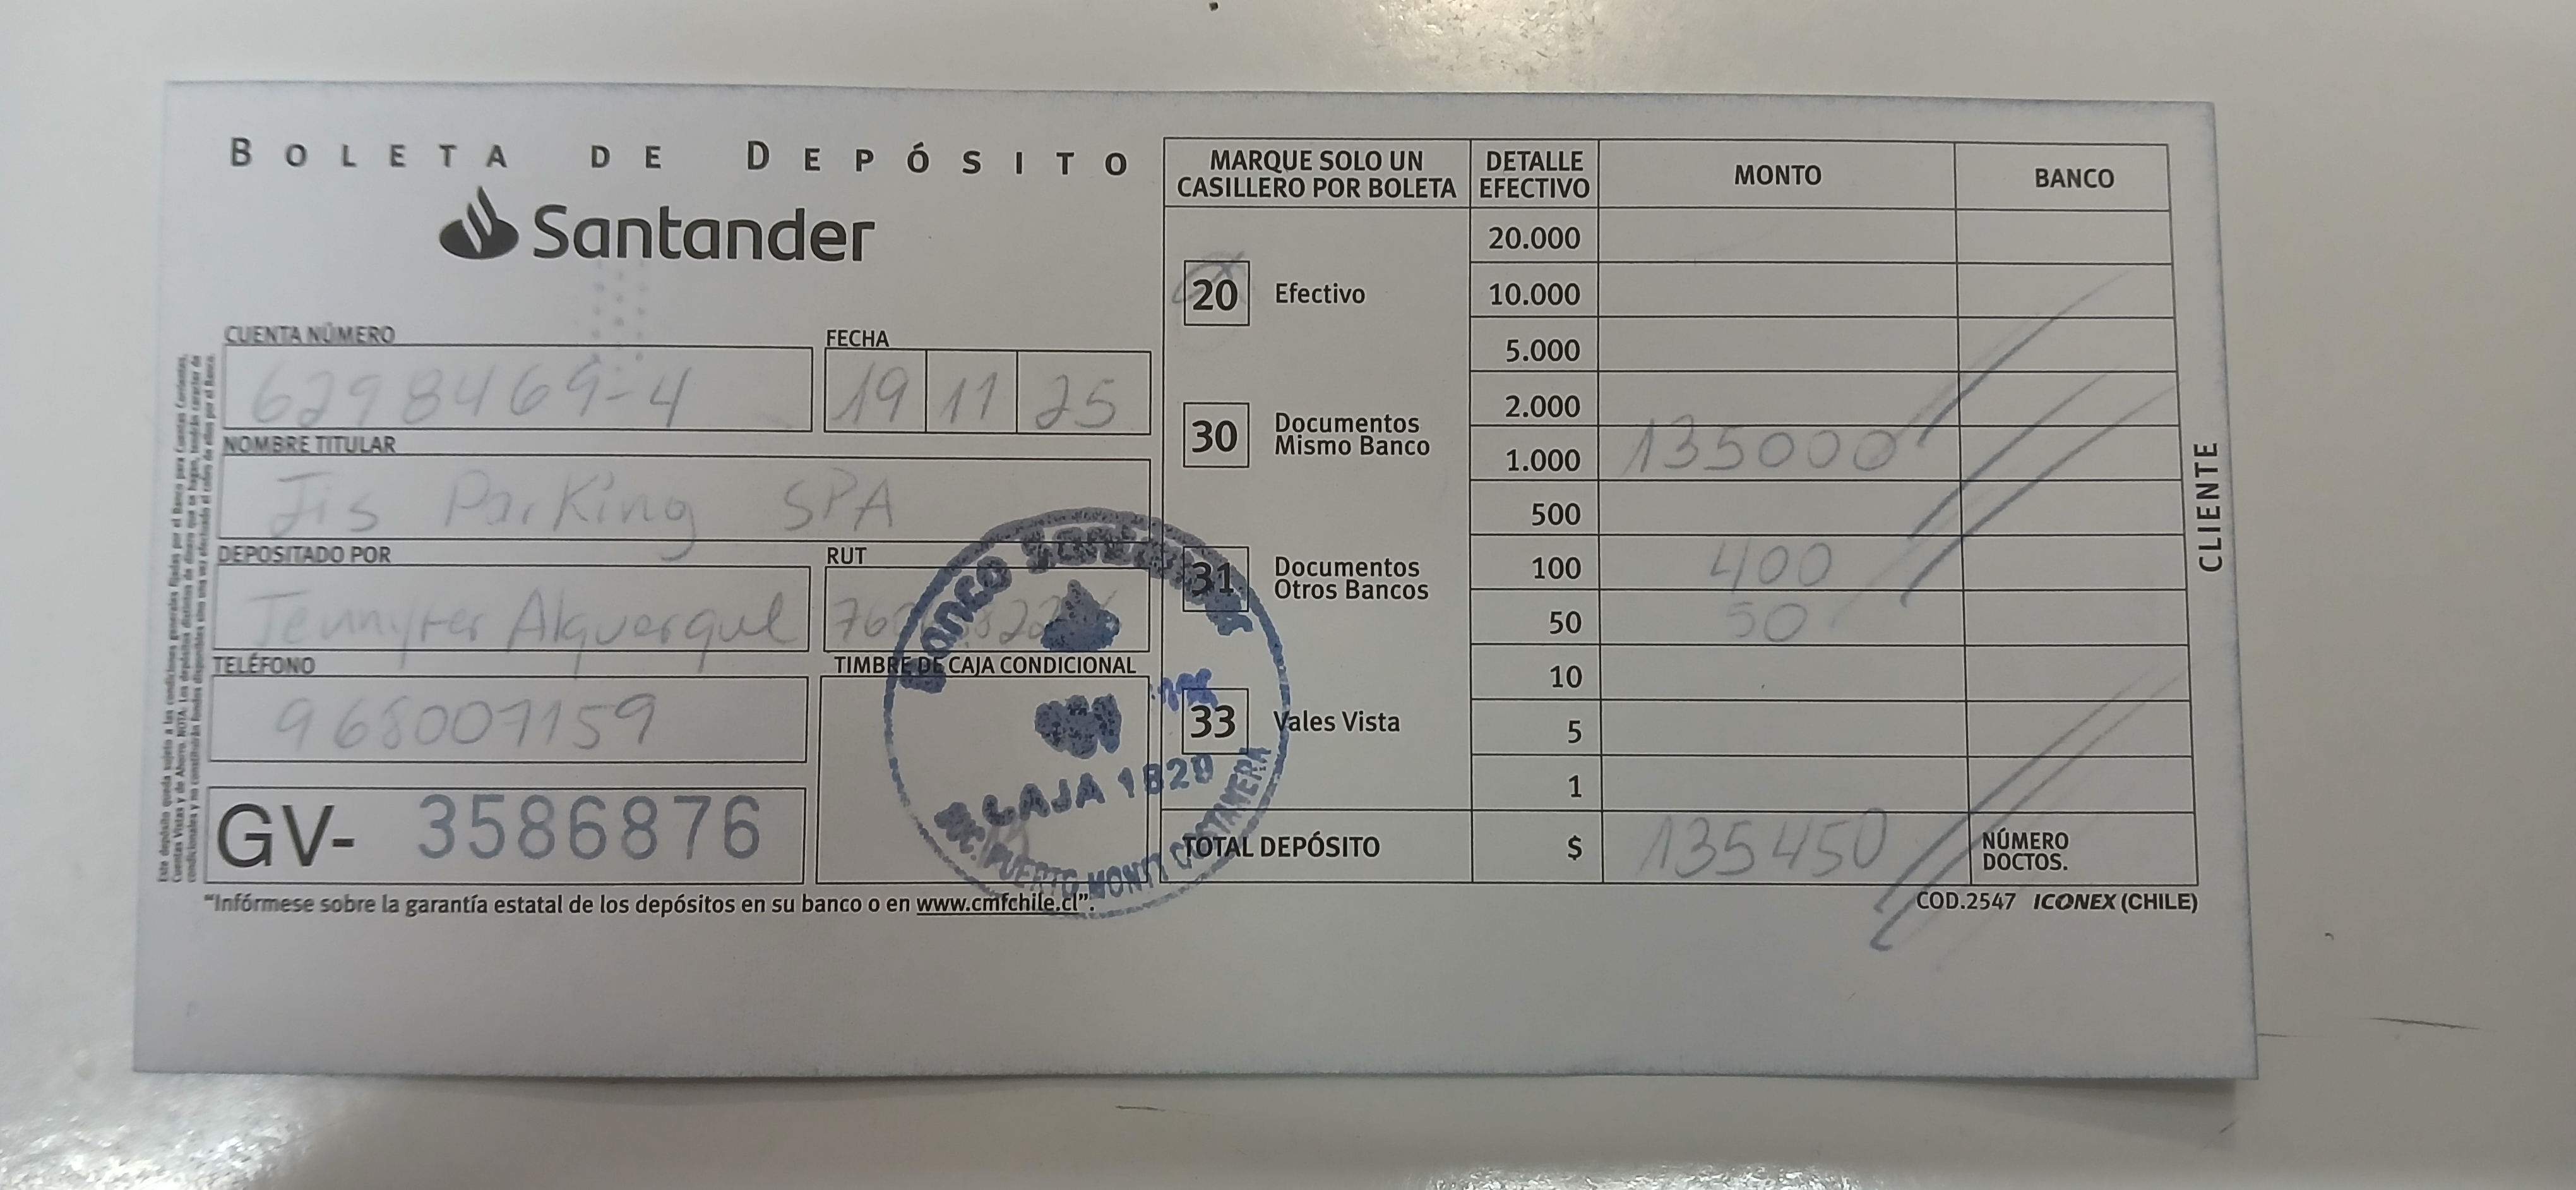 BOLETA DE DEPÓSITO
Santander
CUENTA NÚMERO
6298469-4
FECHA
19 11 25
NOMBRE TITULAR
Jis Parking SPA
DEPOSITADO POR
Jennyfer Alquerque
RUT
TELÉFONO
968007159
TIMBRE DE CAJA CONDICIONAL
GV- 3586876
"Infórmese sobre la garantía estatal de los depósitos en su banco o en www.cmfchile.cl".
MARQUE SOLO UN
CASILLERO POR BOLETA
20 Efectivo
30 Documentos
Mismo Banco
31 Documentos
Otros Bancos
33 Vales Vista
DETALLE
EFECTIVO
MONTO
BANCO
20.000
10.000
5.000
2.000
1.000 135000
500
100 400
50 50
10
5
1
TOTAL DEPÓSITO $ 135450
NÚMERO
DOCTOS.
COD.2547 ICONEX (CHILE)
CLIENTE
Banco Santander
CAJA 1820
PUERTO MONTT COSTANERA